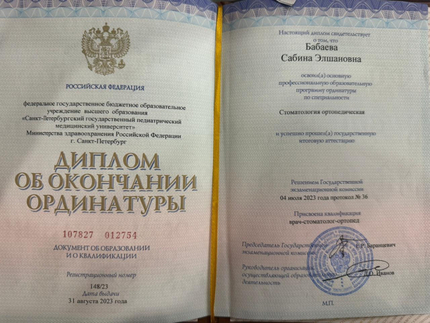 РОССИЙСКАЯ ФЕДЕРАЦИЯ
федеральное государственное бюджетное образовательное
учреждение высшего образования
«Санкт-Петербургский государственный педиатрический
медицинский университет»
Министерства здравоохранения Российской Федерации
г. Санкт-Петербург
ДИПЛОМ
ОБ ОКОНЧАНИИ
ОРДИНАТУРЫ
107827 012754
ДОКУМЕНТ ОБ ОБРАЗОВАНИИ
И О КВАЛИФИКАЦИИ
Регистрационный номер
148/23
Дата выдачи
31 августа 2023 года
Настоящий диплом свидетельствует
о том, что
Бабаева
Сабина Элшановна
освоил(а) основную
профессиональную образовательную
программу ординатуры
по специальности
Стоматология ортопедическая
и успешно прошел(а) государственную
итоговую аттестацию
Решением Государственной
экзаменационной комиссии
04 июля 2023 года протокол № 36
Присвоена квалификация
врач-стоматолог-ортопед
Председатель Государственной
экзаменационной комиссии
Руководитель организации,
осуществляющей образовательную
деятельность
Д.О. Иванов
М.П.